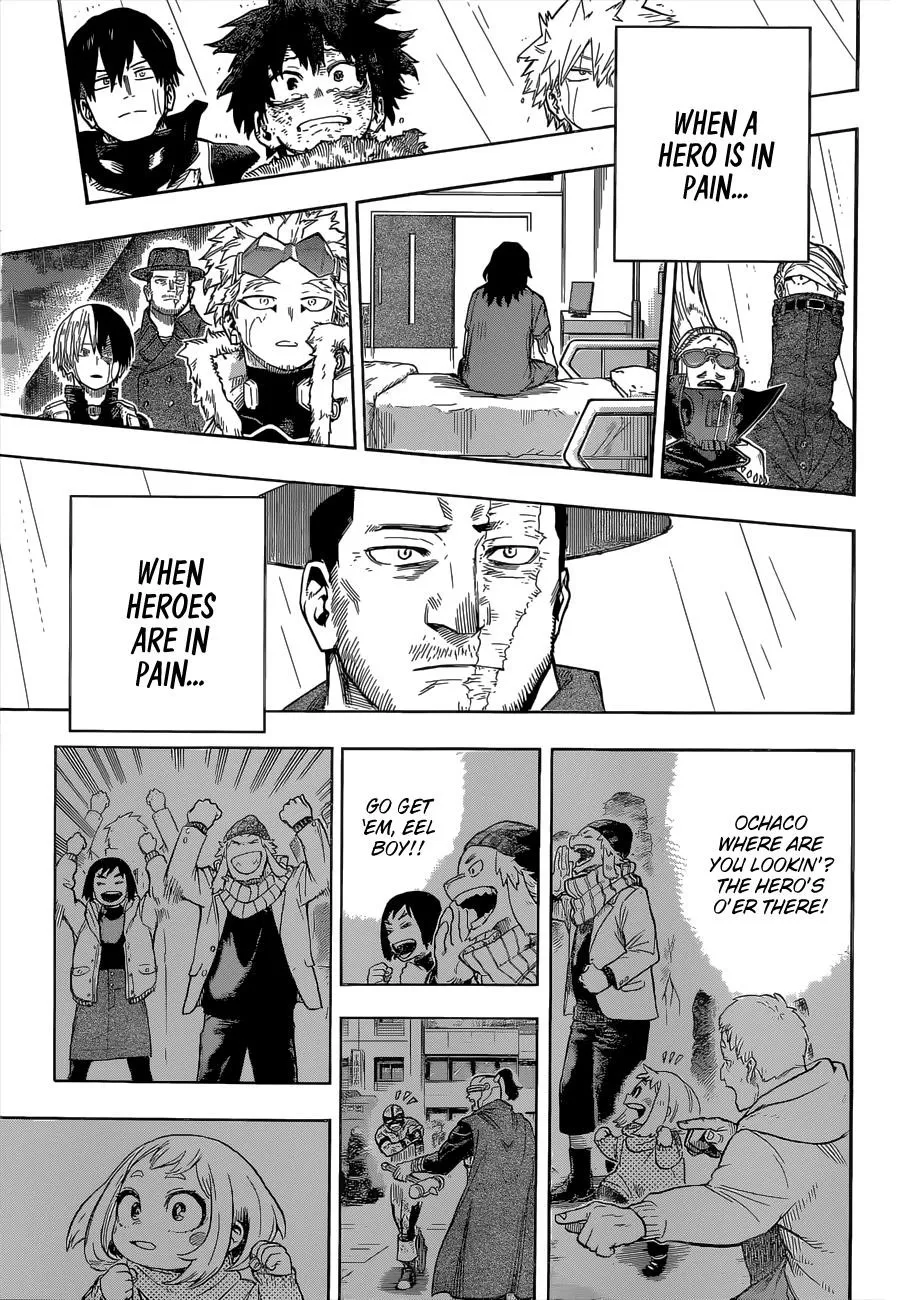 WHEN A
HERO IS IN
PAIN...
WHEN
HEROES
ARE IN
PAIN...
OCHACO
WHERE ARE
YOU LOOKIN'?
THE HERO'S
O'ER THERE!
GO GET
'EM, EEL
BOY!!